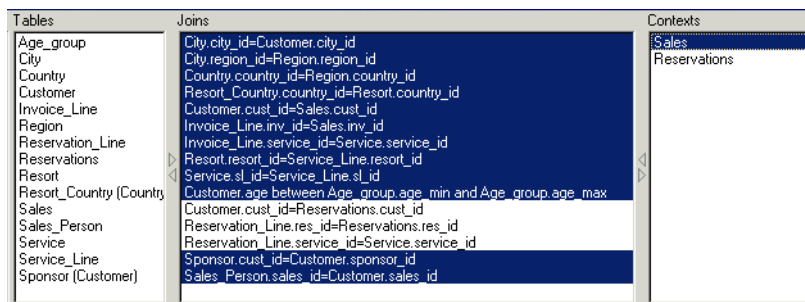 Tables
Age_group
City
Country
Customer
Invoice_Line
Region
Reservation_Line
Reservations
Resort
Resort_Country (Country
Sales
Sales_Person
Service
Service_Line
Sponsor (Customer)
Joins
City.city_id=Customer.city_id
City.region_id=Region.region_id
Country.country_id=Region.country_id
Resort_Country.country_id=Resort.country_id
Customer.cust_id=Sales.cust_id
Invoice_Line.inv_id=Sales.inv_id
Invoice_Line.service_id=Service.service_id
Resort.resort_id=Service_Line.resort_id
Service.sl_id=Service_Line.sl_id
Customer.age between Age_group.age_min and Age_group.age_max
Customer.cust_id=Reservations.cust_id
Reservation_Line.res_id=Reservations.res_id
Reservation_Line.service_id=Service.service_id
Sponsor.cust_id=Customer.sponsor_id
Sales_Person.sales_id=Customer.sales_id
Contexts
Sales
Reservations